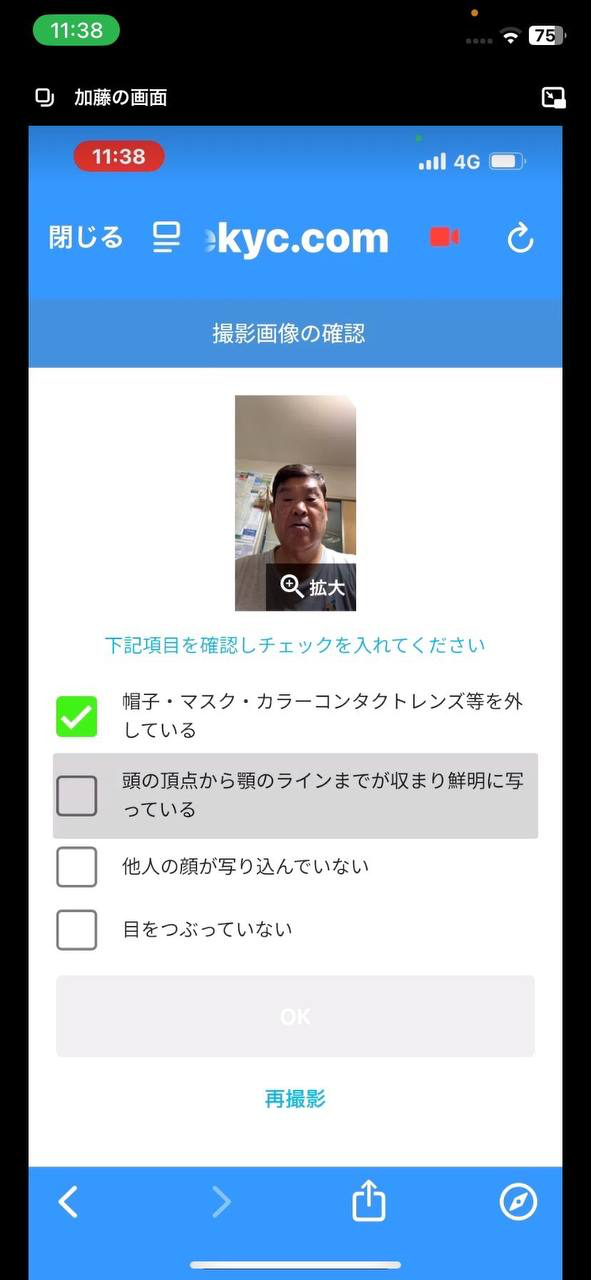 11:38
75
加藤の画面
11:38
4G
閉じる
kyc.com
撮影画像の確認
拡大
下記項目を確認しチェックを入れてください
帽子・マスク・カラーコンタクトレンズ等を外
している
頭の頂点から顎のラインまでが収まり鮮明に写
っている
他人の顔が写り込んでいない
目をつぶっていない
OK
再撮影